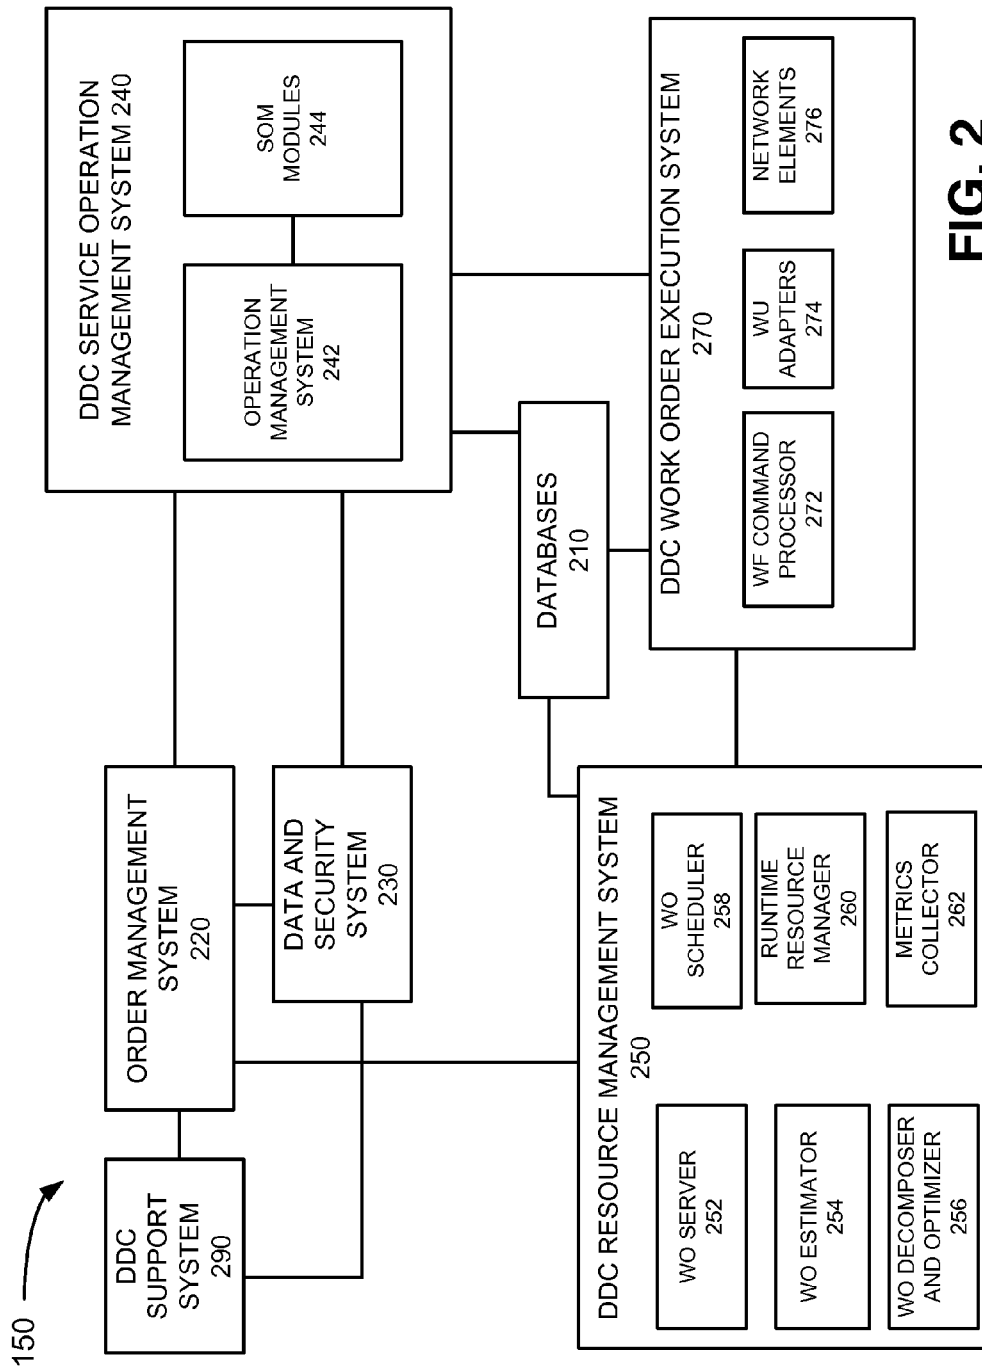 150
DDC
SUPPORT
SYSTEM
290
ORDER MANAGEMENT
SYSTEM
220
DATA AND
SECURITY
SYSTEM
230
DDC SERVICE OPERATION
MANAGEMENT SYSTEM 240
OPERATION
MANAGEMENT
SYSTEM
242
SOM
MODULES
244
DATABASES
210
DDC RESOURCE MANAGEMENT SYSTEM
250
WO SERVER
252
WO ESTIMATOR
254
WO DECOMPOSER
AND OPTIMIZER
256
WO
SCHEDULER
258
RUNTIME
RESOURCE
MANAGER
260
METRICS
COLLECTOR
262
DDC WORK ORDER EXECUTION SYSTEM
270
WF COMMAND
PROCESSOR
272
WU
ADAPTERS
274
NETWORK
ELEMENTS
276
FIG. 2